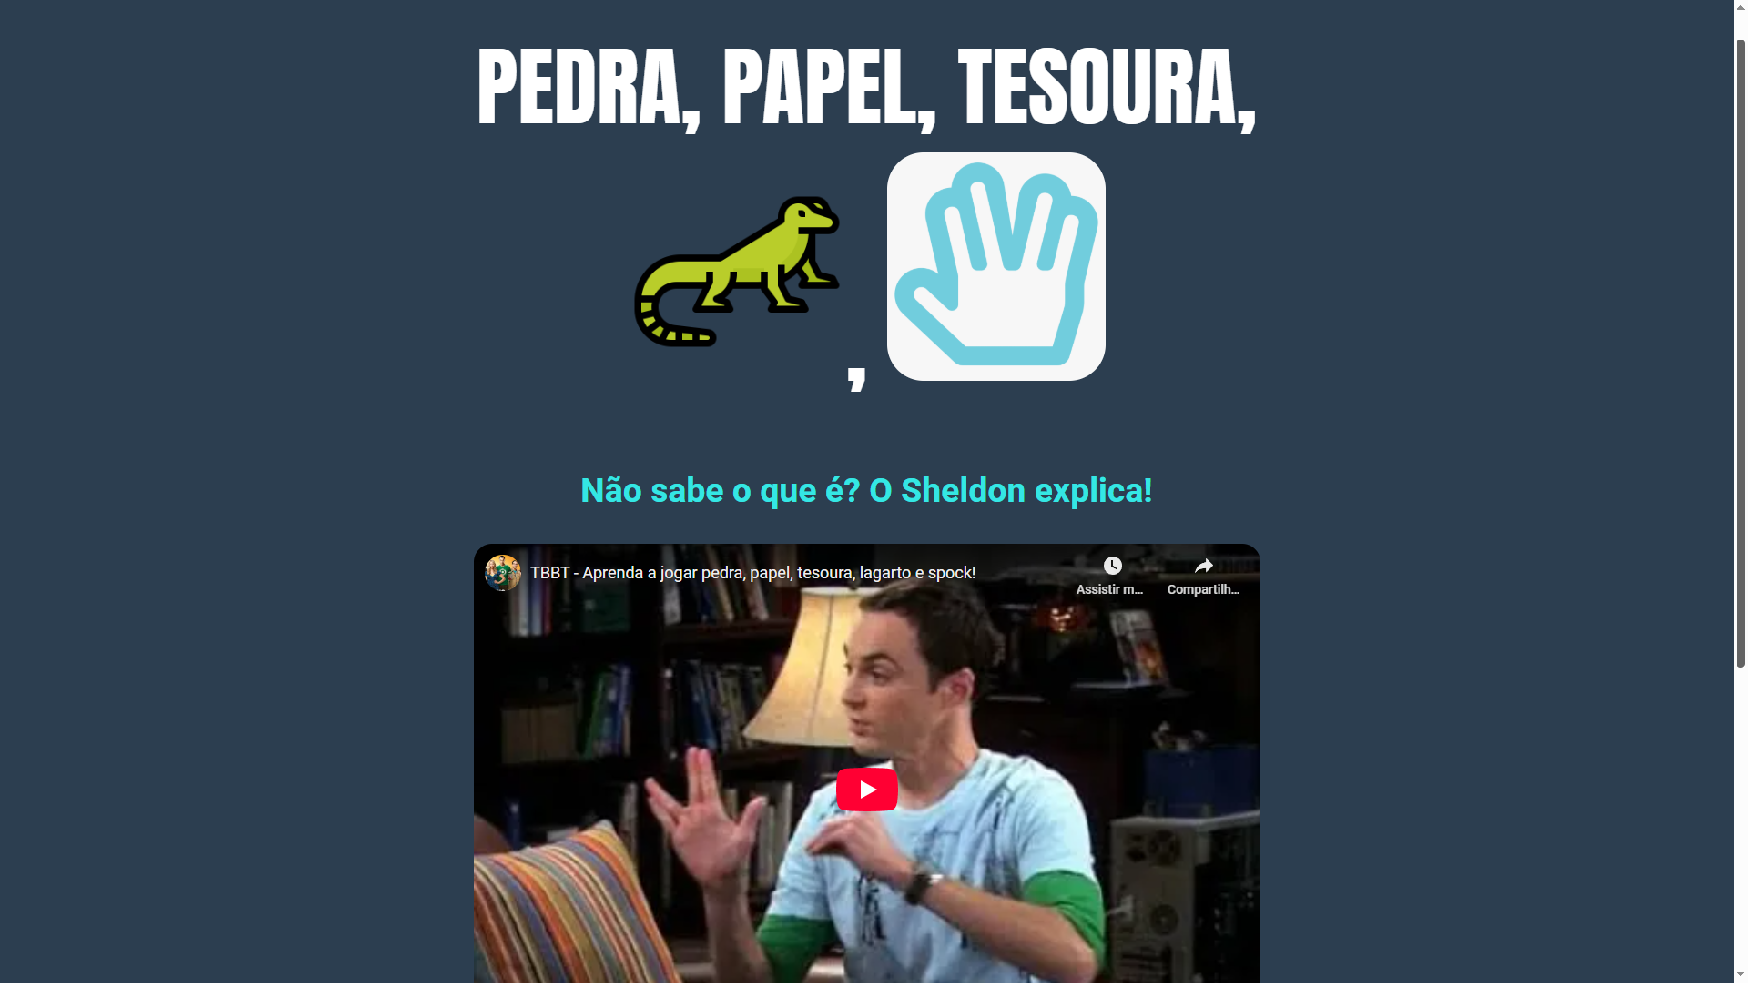 PEDRA, PAPEL, TESOURA,
,
Não sabe o que é? O Sheldon explica!
TBBT - Aprenda a jogar pedra, papel, tesoura, lagarto e spock!
Assistir m...
Compartilh...